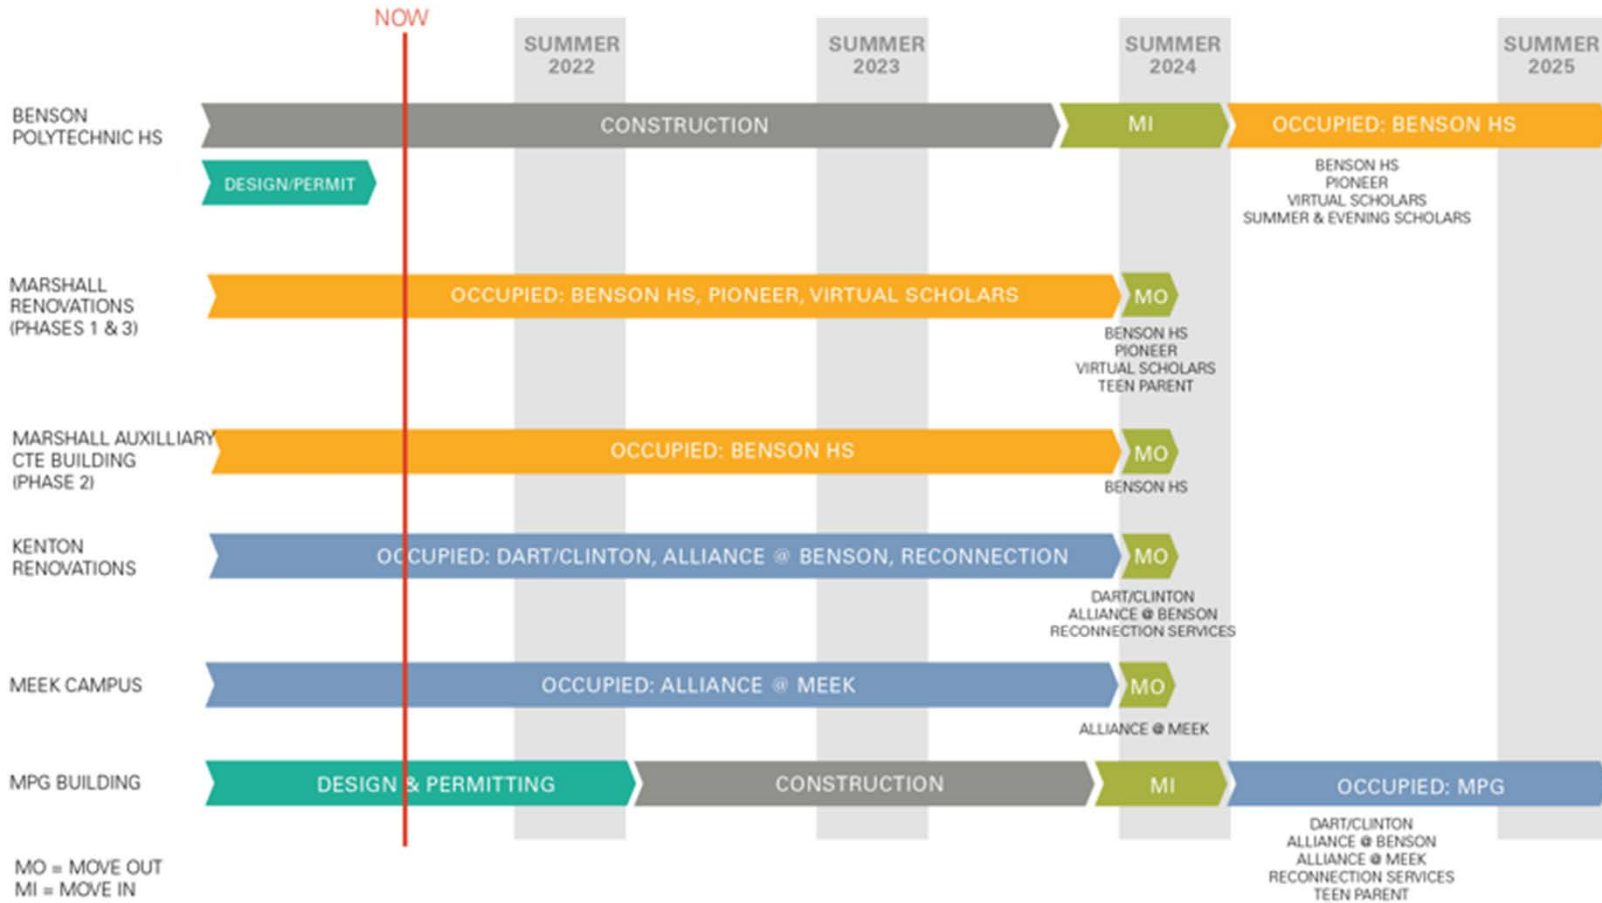 NOW
SUMMER
2022
SUMMER
2023
SUMMER
2024
SUMMER
2025
BENSON
POLYTECHNIC HS
CONSTRUCTION
MI
OCCUPIED: BENSON HS
DESIGN/PERMIT
BENSON HS
PIONEER
VIRTUAL SCHOLARS
SUMMER & EVENING SCHOLARS
MARSHALL
RENOVATIONS
(PHASES 1 & 3)
OCCUPIED: BENSON HS, PIONEER, VIRTUAL SCHOLARS
MO
BENSON HS
PIONEER
VIRTUAL SCHOLARS
TEEN PARENT
MARSHALL AUXILLIARY
CTE BUILDING
(PHASE 2)
OCCUPIED: BENSON HS
MO
BENSON HS
KENTON
RENOVATIONS
OCCUPIED: DART/CLINTON, ALLIANCE @ BENSON, RECONNECTION
MO
DART/CLINTON
ALLIANCE @ BENSON
RECONNECTION SERVICES
MEEK CAMPUS
OCCUPIED: ALLIANCE @ MEEK
MO
ALLIANCE @ MEEK
MPG BUILDING
DESIGN & PERMITTING
CONSTRUCTION
MI
OCCUPIED: MPG
DART/CLINTON
ALLIANCE @ BENSON
ALLIANCE @ MEEK
RECONNECTION SERVICES
TEEN PARENT
MO = MOVE OUT
MI = MOVE IN